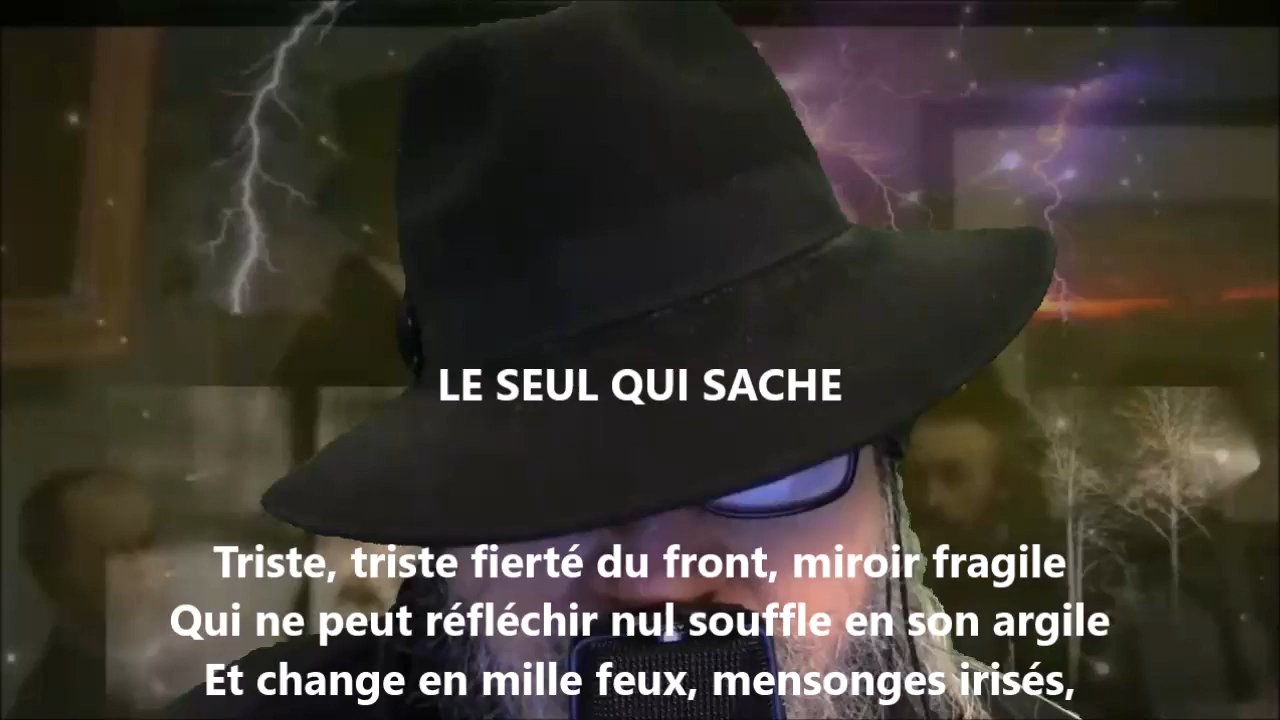 LE SEUL QUI SACHE
Triste, triste fierté du front, miroir fragile
Qui ne peut réfléchir nul souffle en son argile
Et change en mille feux, mensonges irisés,